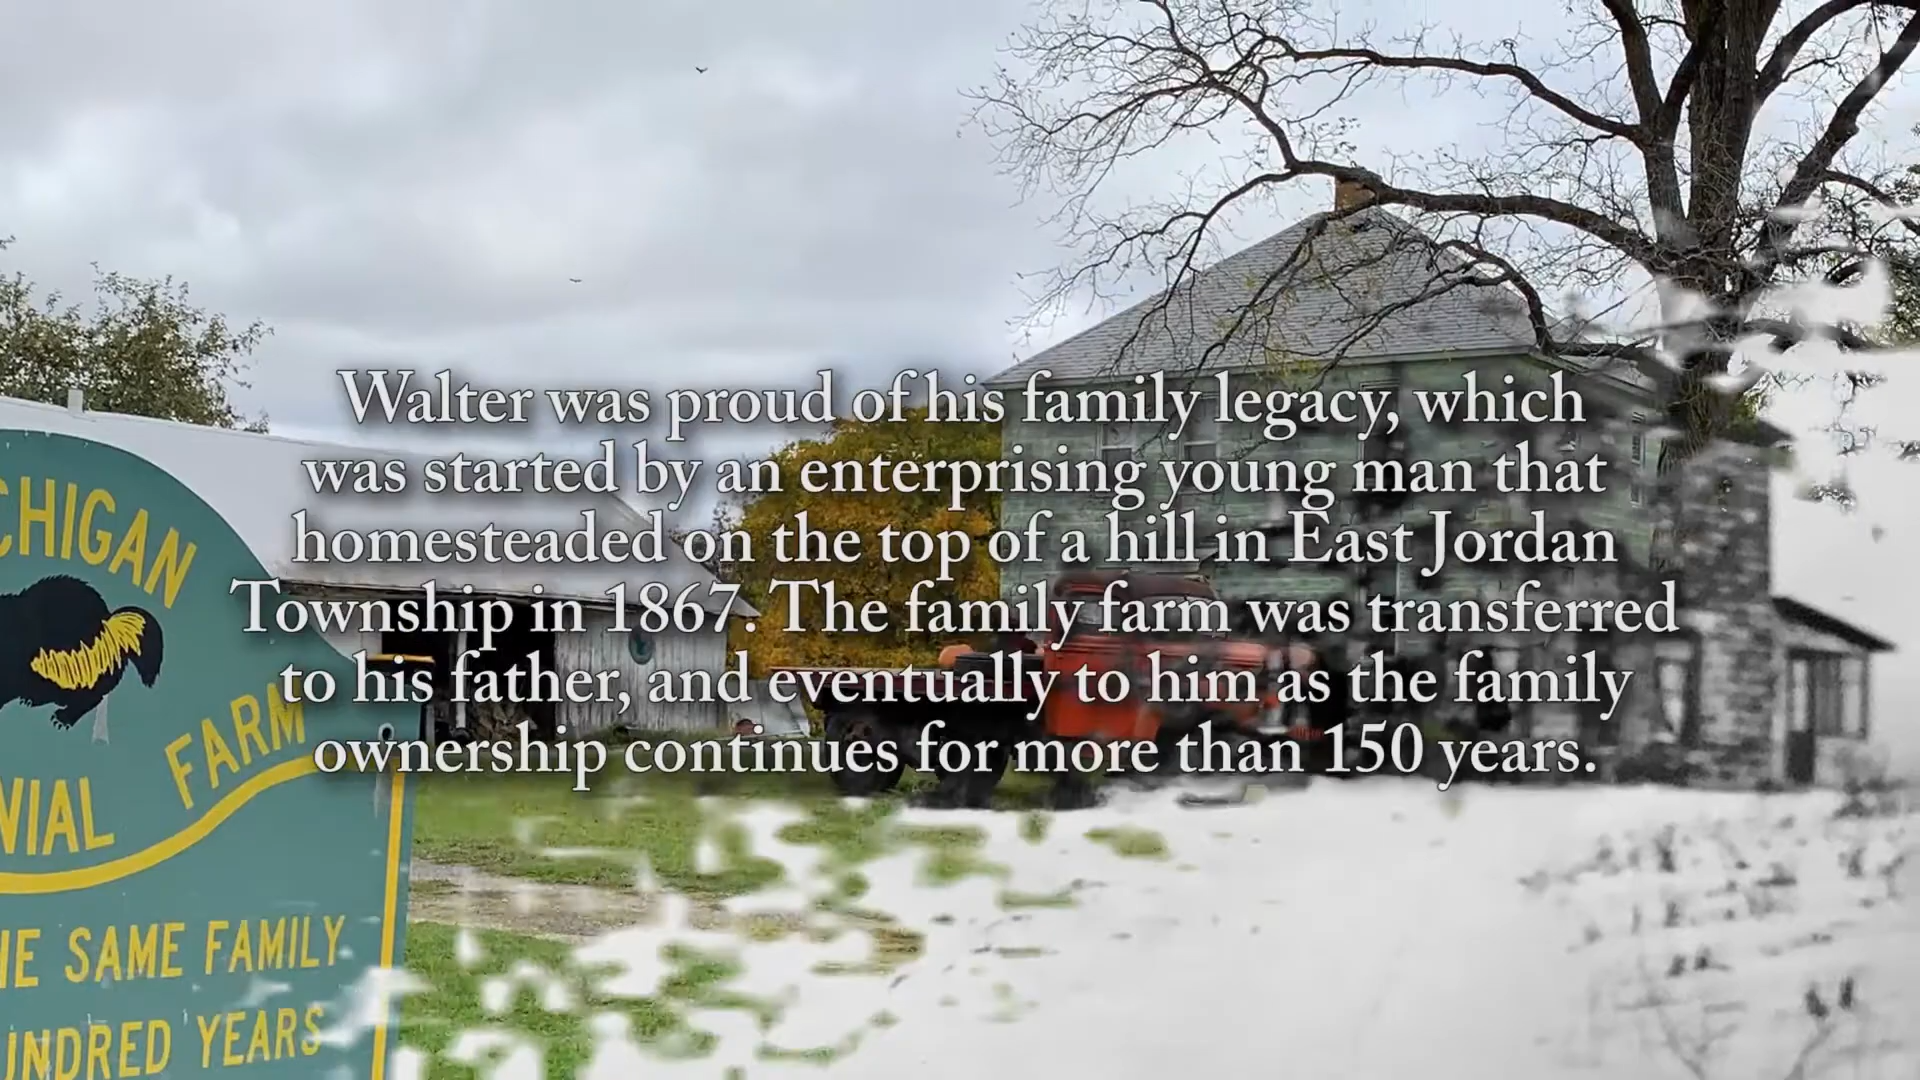 Walter was proud of his family legacy, which
was started by an enterprising young man that
homesteaded on the top of a hill in East Jordan
Township in 1867. The family farm was transferred
to his father, and eventually to him as the family
ownership continues for more than 150 years.
CHIGAN
NIAL FARM
SAME FAMILY
UNDRED YEARS